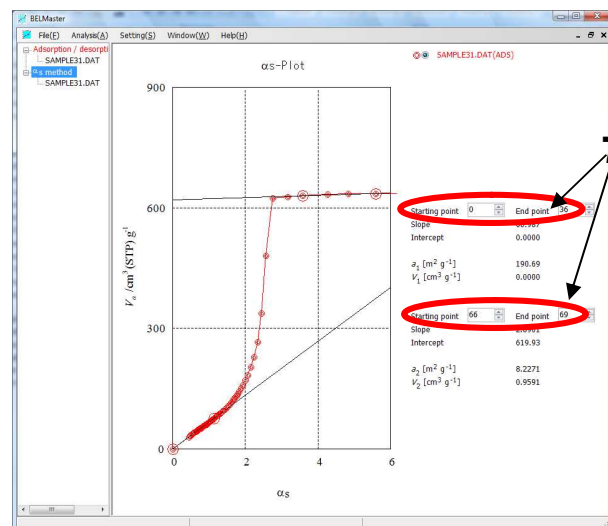 BELMaster
File(F) Analysis(A) Setting(S) Window(W) Help(H)
Adsorption / desorpti
SAMPLE31.DAT
αs method
SAMPLE31.DAT
SAMPLE31.DAT(ADS)
αs-Plot
900
600
300
0
Va /cm³(STP) g⁻¹
0 2 4 6
αs
Starting point 0 End point 36
Slope
Intercept 0.0000
a₁ [m² g⁻¹] 190.69
V₁ [cm³ g⁻¹] 0.0000
Starting point 66 End point 69
Slope
Intercept 619.93
a₂ [m² g⁻¹] 8.2271
V₂ [cm³ g⁻¹] 0.9591